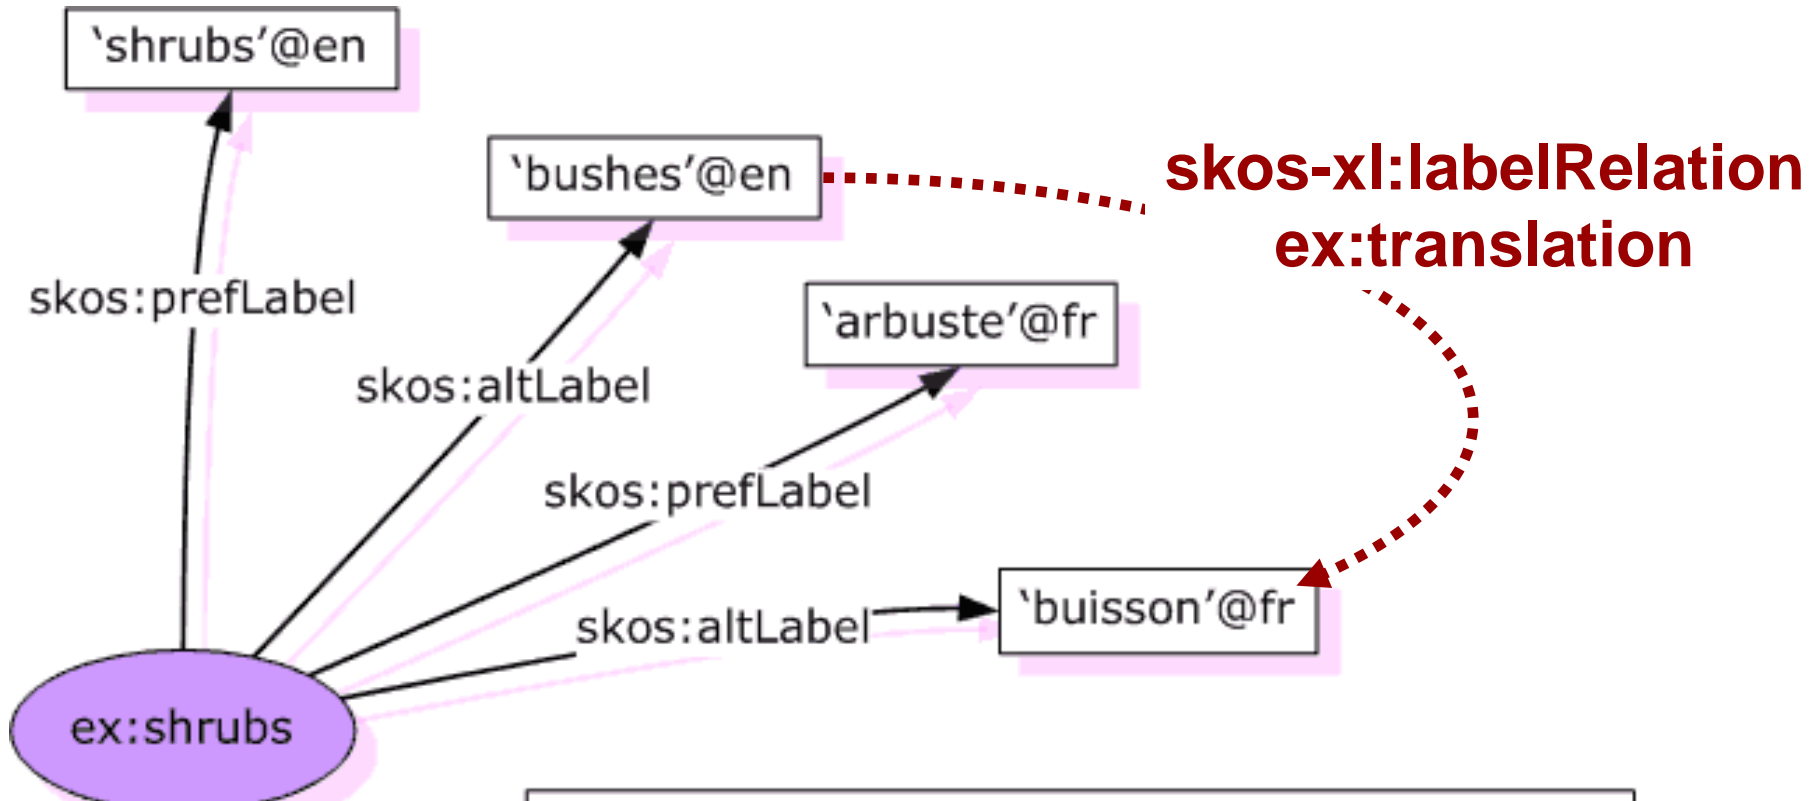 ‘shrubs’@en
‘bushes’@en
skos-xl:labelRelation
ex:translation
skos:prefLabel
‘arbuste’@fr
skos:altLabel
skos:prefLabel
‘buisson’@fr
skos:altLabel
ex:shrubs